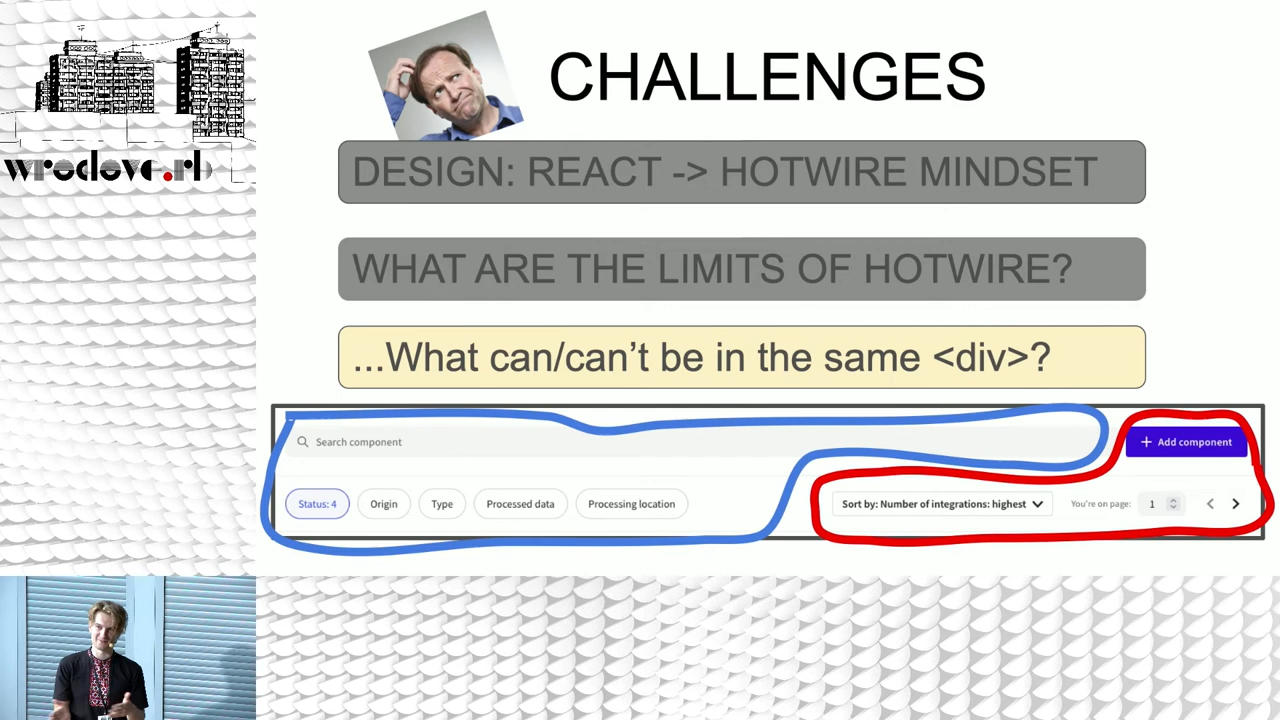 wroclove.rb
CHALLENGES
DESIGN: REACT -> HOTWIRE MINDSET
WHAT ARE THE LIMITS OF HOTWIRE?
...What can/can't be in the same <div>?
Search component
+ Add component
Status: 4
Origin
Type
Processed data
Processing location
Sort by: Number of integrations: highest
You're on page:
1